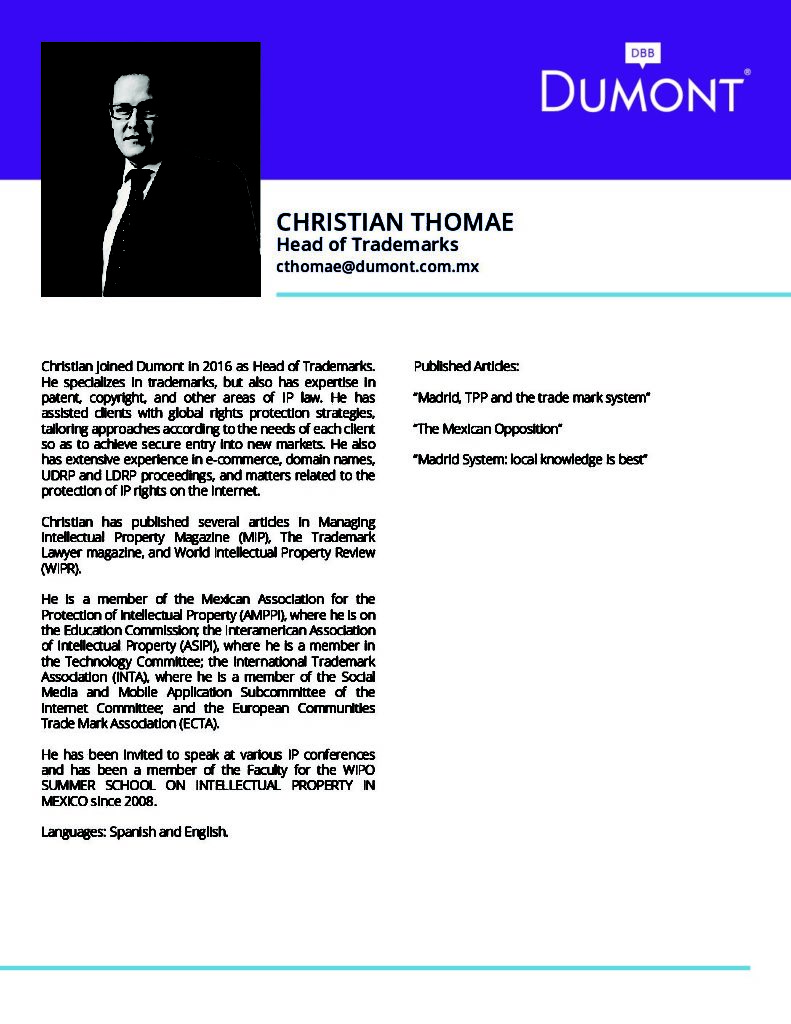 DBB
DUMONT®
CHRISTIAN THOMAE
Head of Trademarks
cthomae@dumont.com.mx
Christian joined Dumont in 2016 as Head of Trademarks.
He specializes in trademarks, but also has expertise in
patent, copyright, and other areas of IP law. He has
assisted clients with global rights protection strategies,
tailoring approaches according to the needs of each client
so as to achieve secure entry into new markets. He also
has extensive experience in e-commerce, domain names,
UDRP and LDRP proceedings, and matters related to the
protection of IP rights on the Internet.
Christian has published several articles in Managing
Intellectual Property Magazine (MIP), The Trademark
Lawyer magazine, and World Intellectual Property Review
(WIPR).
He is a member of the Mexican Association for the
Protection of Intellectual Property (AMPPI), where he is on
the Education Commission; the Interamerican Association
of Intellectual Property (ASIPI), where he is a member in
the Technology Committee; the International Trademark
Association (INTA), where he is a member of the Social
Media and Mobile Application Subcommittee of the
Internet Committee; and the European Communities
Trade Mark Association (ECTA).
He has been invited to speak at various IP conferences
and has been a member of the Faculty for the WIPO
SUMMER SCHOOL ON INTELLECTUAL PROPERTY IN
MEXICO since 2008.
Languages: Spanish and English.
Published Articles:
“Madrid, TPP and the trade mark system”
“The Mexican Opposition”
“Madrid System: local knowledge is best”